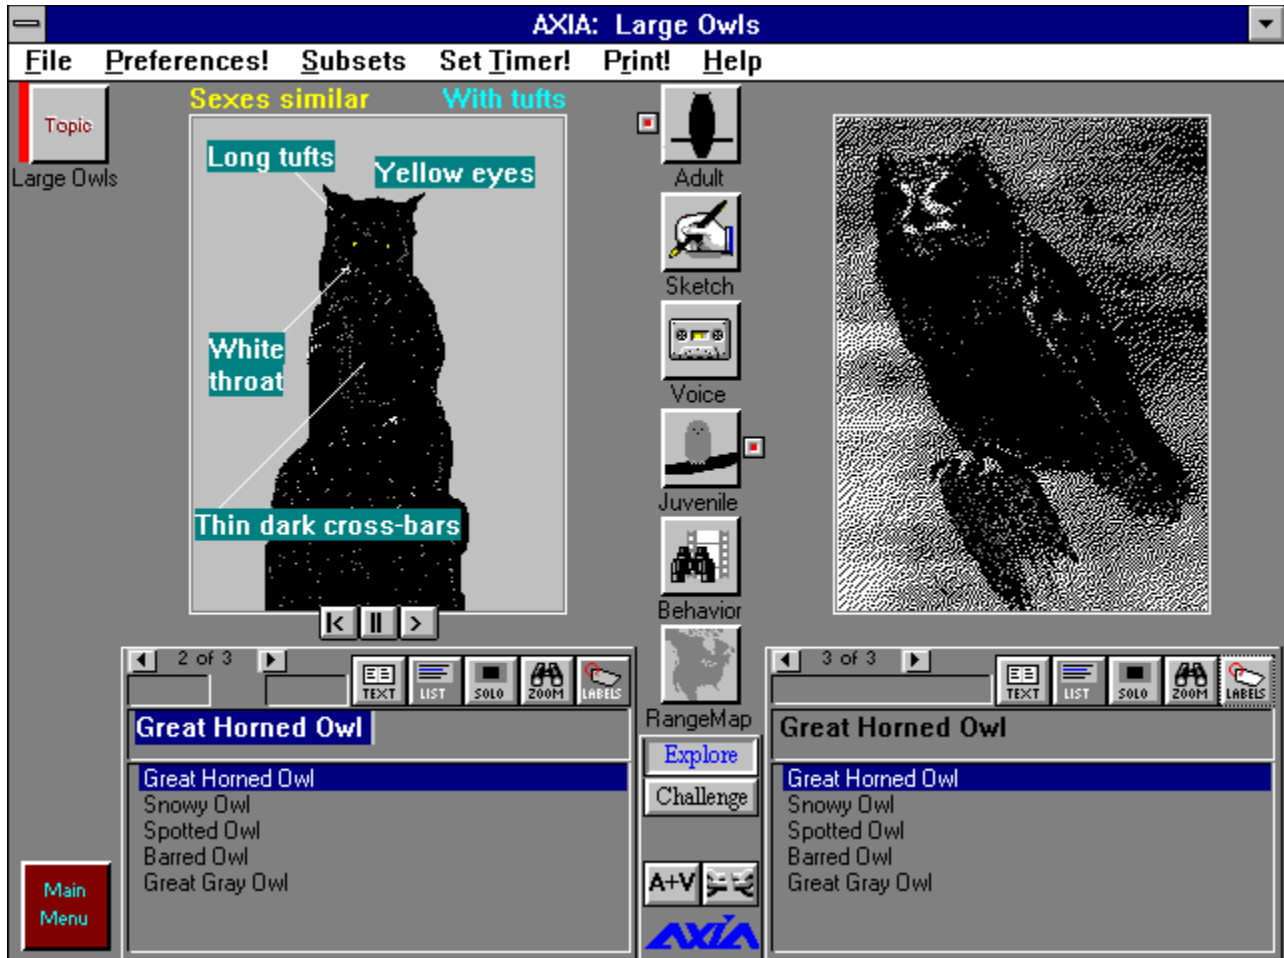 AXIA: Large Owls
File Preferences! Subsets Set Timer! Print! Help
Topic
Large Owls
Sexes similar With tufts
Long tufts
Yellow eyes
White
throat
Thin dark cross-bars
Adult
Sketch
Voice
Juvenile
Behavior
RangeMap
Explore
Challenge
A+V
AXIA
2 of 3
TEXT LIST SOLO ZOOM LABELS
Great Horned Owl
Great Horned Owl
Snowy Owl
Spotted Owl
Barred Owl
Great Gray Owl
3 of 3
TEXT LIST SOLO ZOOM LABELS
Great Horned Owl
Great Horned Owl
Snowy Owl
Spotted Owl
Barred Owl
Great Gray Owl
Main
Menu